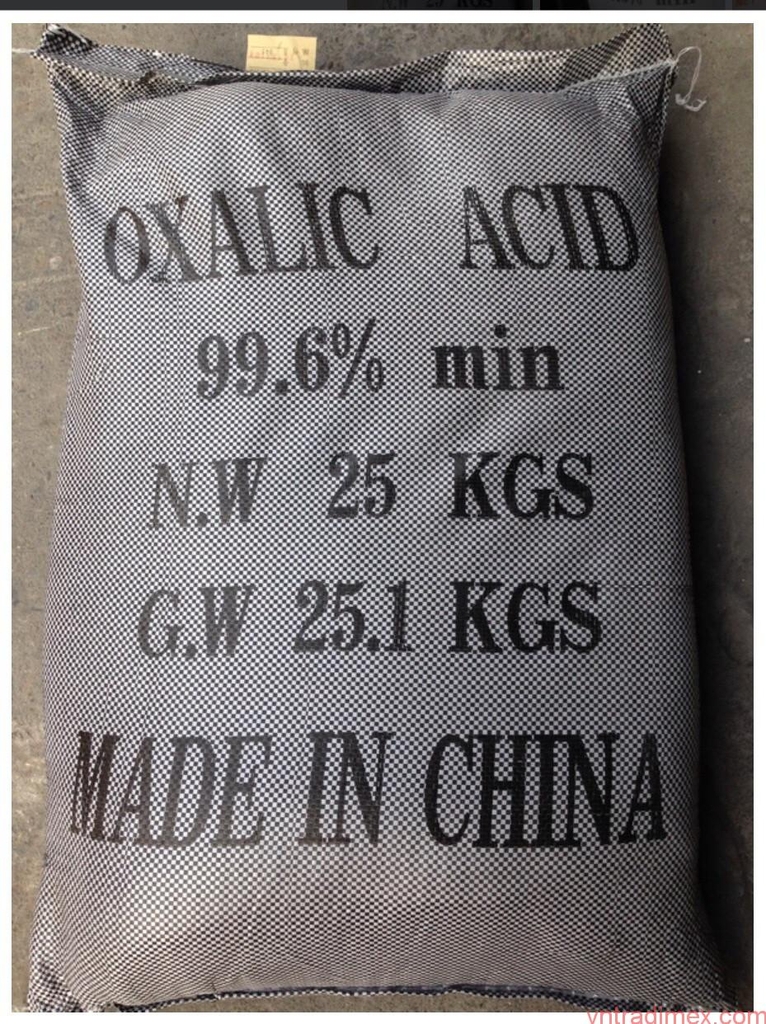 OXALIC ACID
99.6% min
N.W 25 KGS
G.W 25.1 KGS
MADE IN CHINA
vntradimex.com